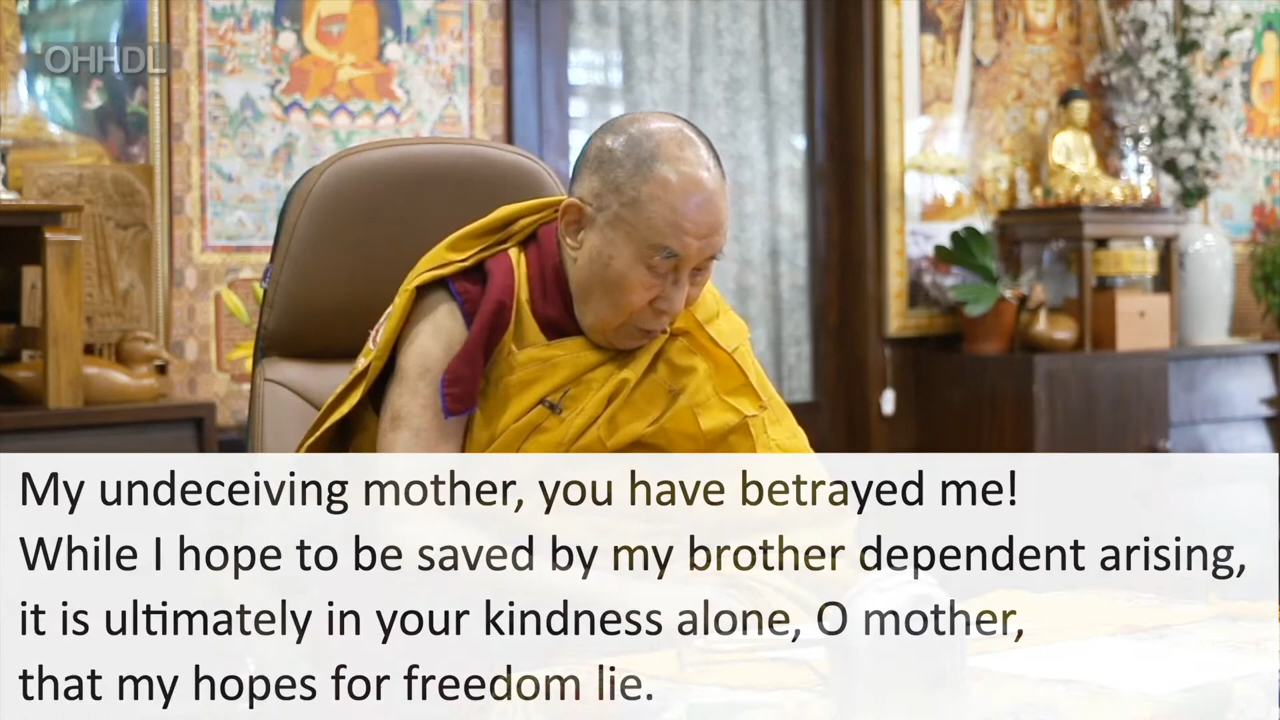 OHHDL
My undeceiving mother, you have betrayed me!
While I hope to be saved by my brother dependent arising,
it is ultimately in your kindness alone, O mother,
that my hopes for freedom lie.